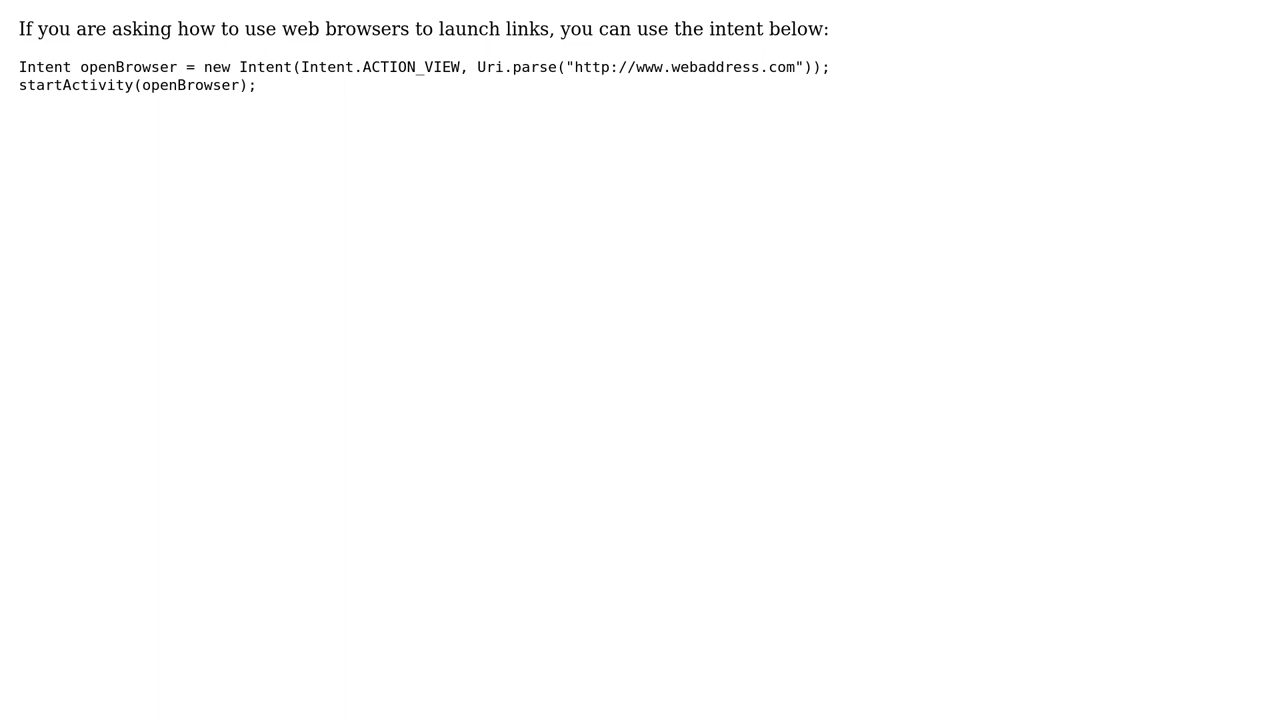 If you are asking how to use web browsers to launch links, you can use the intent below:
Intent openBrowser = new Intent(Intent.ACTION_VIEW, Uri.parse("http://www.webaddress.com"));
startActivity(openBrowser);